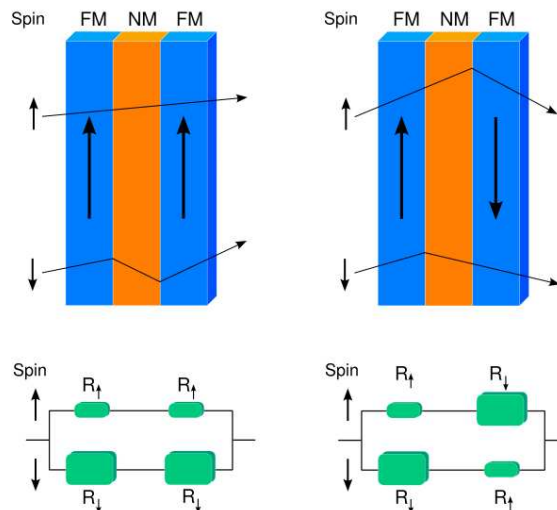 Spin FM NM FM
Spin FM NM FM
Spin
R↑ R↑
R↓ R↓
Spin
R↑ R↓
R↓ R↑